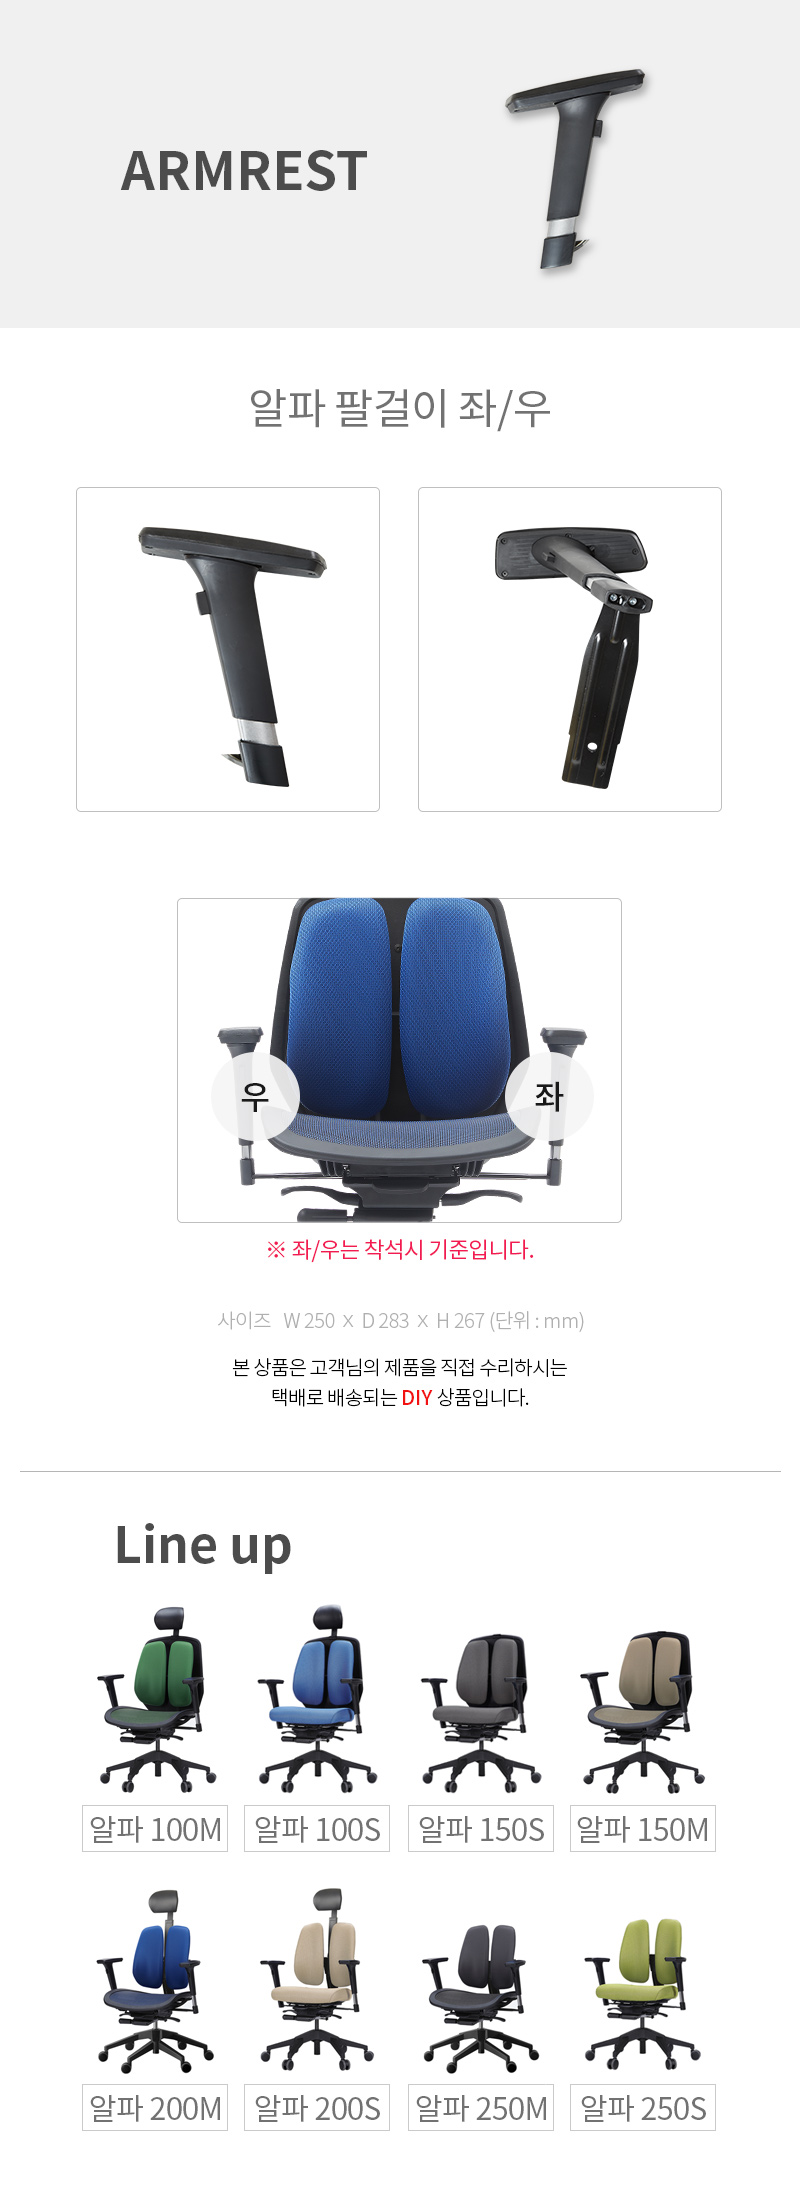 ARMREST
알파 팔걸이 좌/우
우
좌
※ 좌/우는 착석시 기준입니다.
사이즈 W 250 X D 283 X H 267 (단위 : mm)
본 상품은 고객님의 제품을 직접 수리하시는
택배로 배송되는 DIY 상품입니다.
Line up
알파 100M
알파 100S
알파 150S
알파 150M
알파 200M
알파 200S
알파 250M
알파 250S